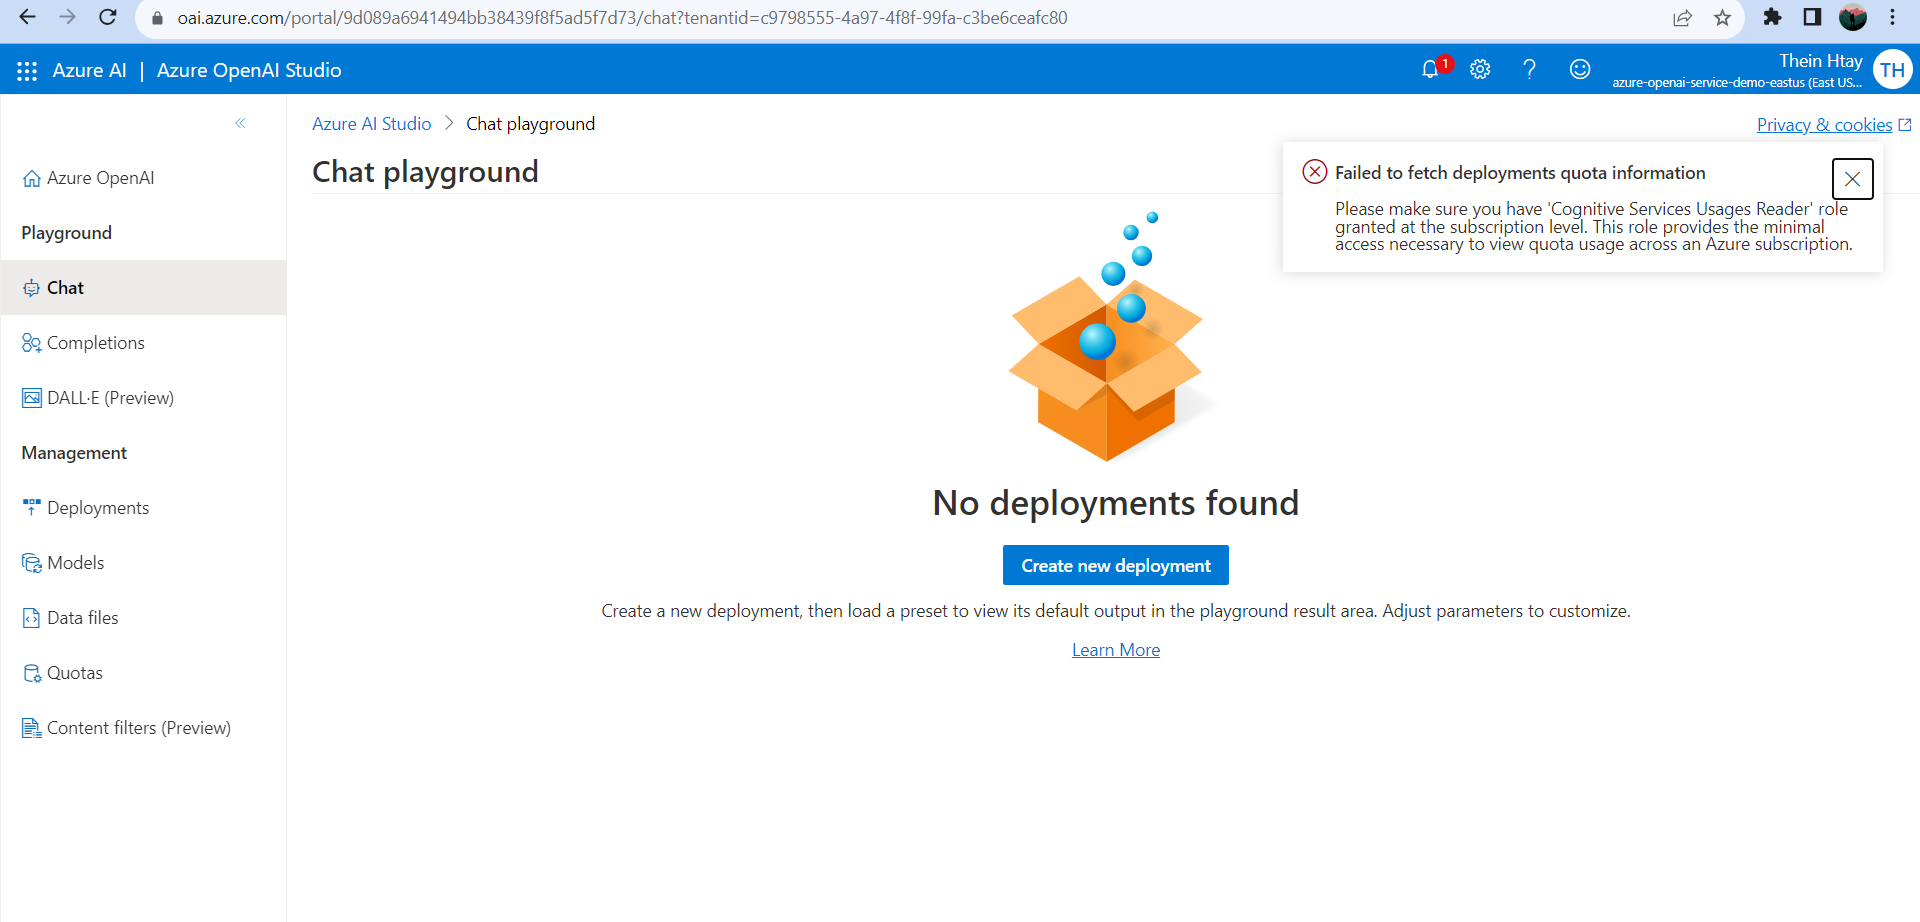 oai.azure.com/portal/9d089a6941494bb38439f8f5ad5f7d73/chat?tenantid=c9798555-4a97-4f8f-99fa-c3be6ceafc80
Azure AI | Azure OpenAI Studio
1
Thein Htay
azure-openai-service-demo-eastus (East US...
TH
Azure AI Studio > Chat playground
Privacy & cookies
Chat playground
Failed to fetch deployments quota information
Please make sure you have 'Cognitive Services Usages Reader' role
granted at the subscription level. This role provides the minimal
access necessary to view quota usage across an Azure subscription.
Azure OpenAI
Playground
Chat
Completions
DALL·E (Preview)
Management
Deployments
Models
Data files
Quotas
Content filters (Preview)
No deployments found
Create new deployment
Create a new deployment, then load a preset to view its default output in the playground result area. Adjust parameters to customize.
Learn More